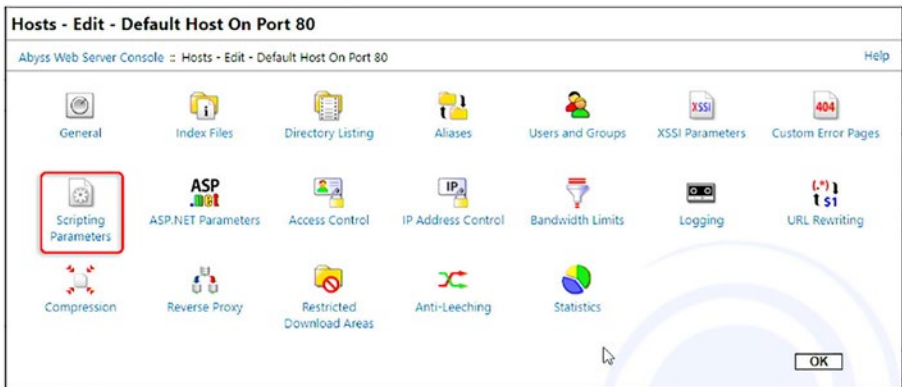 Hosts - Edit - Default Host On Port 80
Abyss Web Server Console :: Hosts - Edit - Default Host On Port 80
Help
i
XSSI
404
General
Index Files
Directory Listing
Aliases
Users and Groups
XSSI Parameters
Custom Error Pages
ASP
.net
IP
(.*)
$1
Scripting
Parameters
ASP.NET Parameters
Access Control
IP Address Control
Bandwidth Limits
Logging
URL Rewriting
Compression
Reverse Proxy
Restricted
Download Areas
Anti-Leeching
Statistics
OK